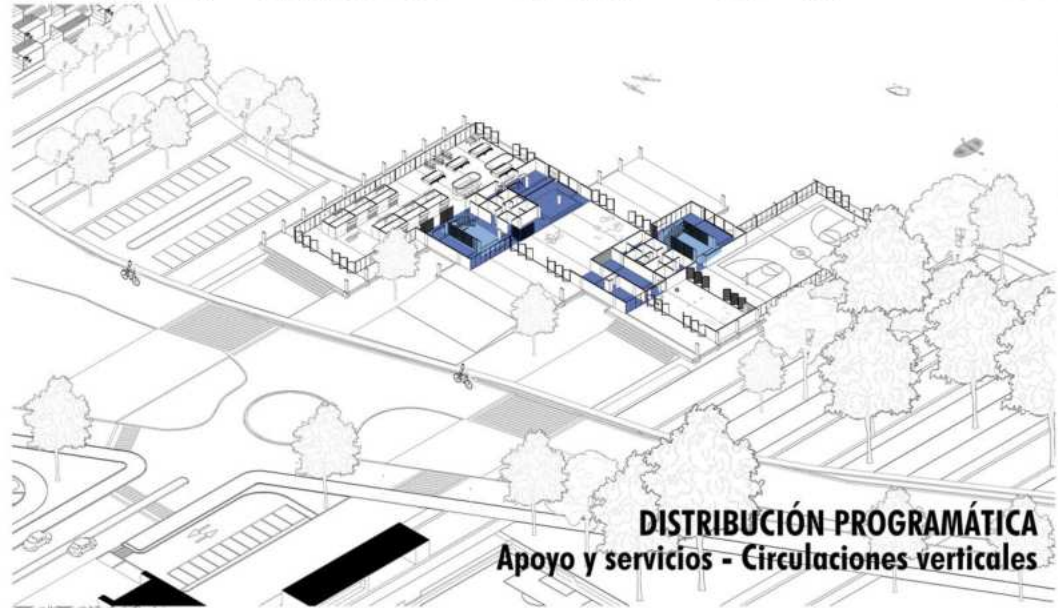 DISTRIBUCIÓN PROGRAMÁTICA
Apoyo y servicios - Circulaciones verticales